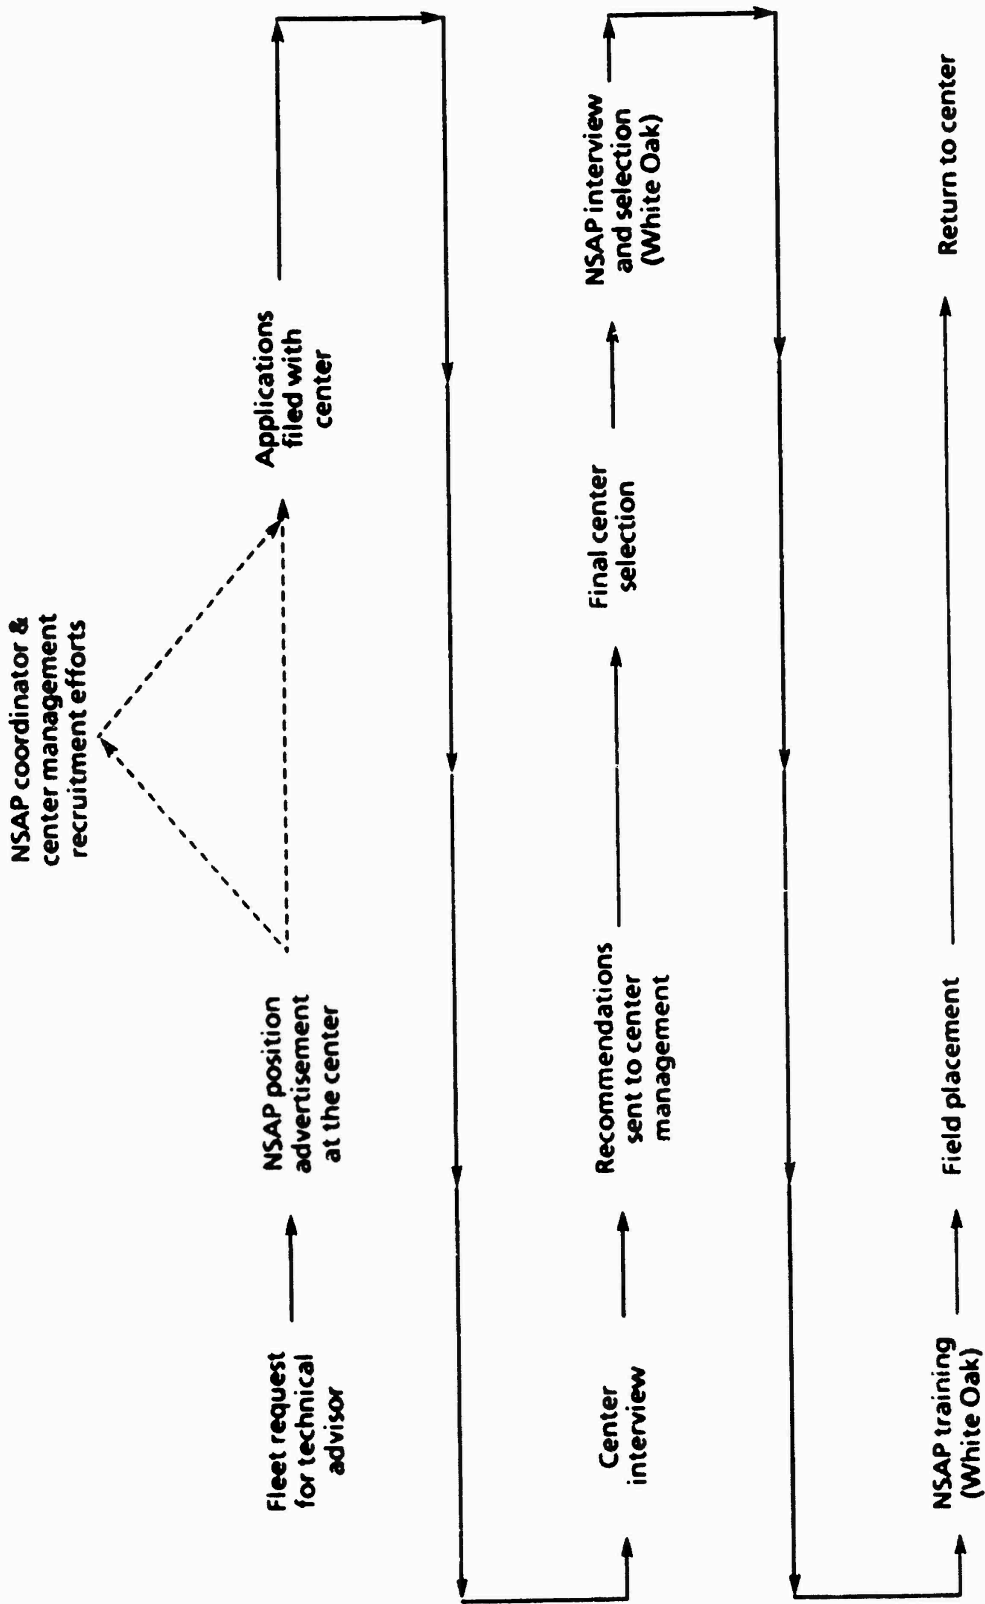 NSAP coordinator &
center management
recruitment efforts
Fleet request
for technical
advisor
NSAP position
advertisement
at the center
Applications
filed with
center
Center
interview
Recommendations
sent to center
management
Final center
selection
NSAP interview
and selection
(White Oak)
NSAP training
(White Oak)
Field placement
Return to center